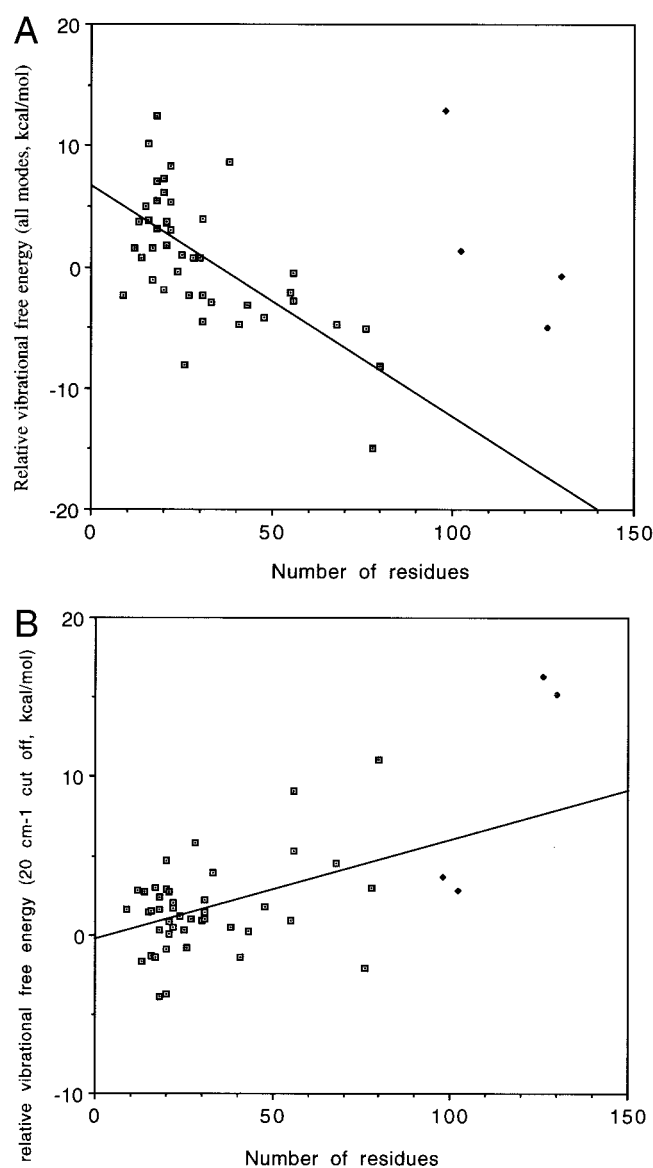 A
Relative vibrational free energy (all modes, kcal/mol)
20
10
0
-10
-20
0
50
100
150
Number of residues
B
relative vibrational free energy (20 cm-1 cut off, kcal/mol)
20
10
0
-10
0
50
100
150
Number of residues